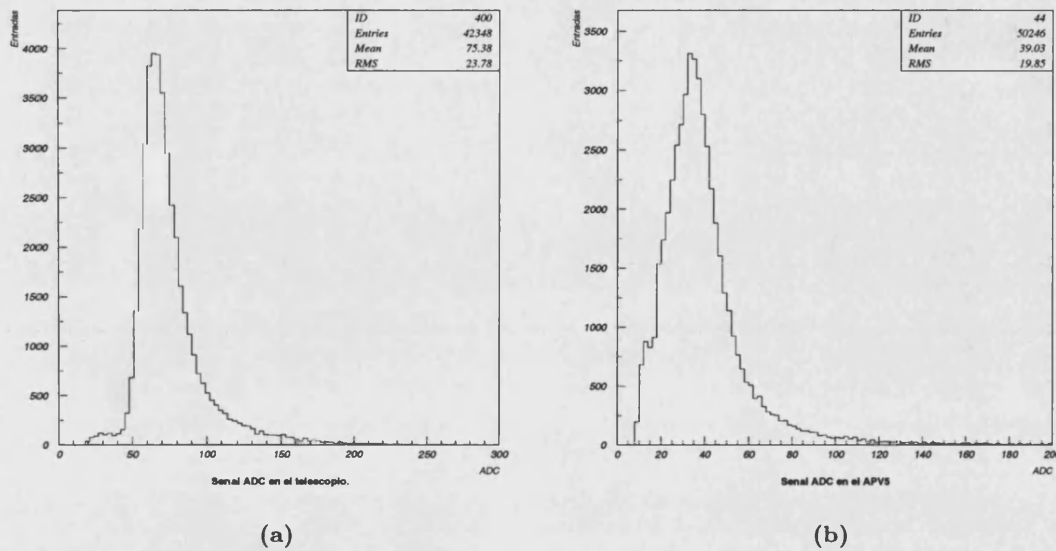 Entradas
ID 400
Entries 42348
Mean 75.38
RMS 23.78
4000
3500
3000
2500
2000
1500
1000
500
0
0 50 100 150 200 250 300
ADC
Senal ADC en el telescopio.
(a)
Entradas
ID 44
Entries 50246
Mean 39.03
RMS 19.85
3500
3000
2500
2000
1500
1000
500
0
0 20 40 60 80 100 120 140 160 180 200
ADC
Senal ADC en el APV5
(b)